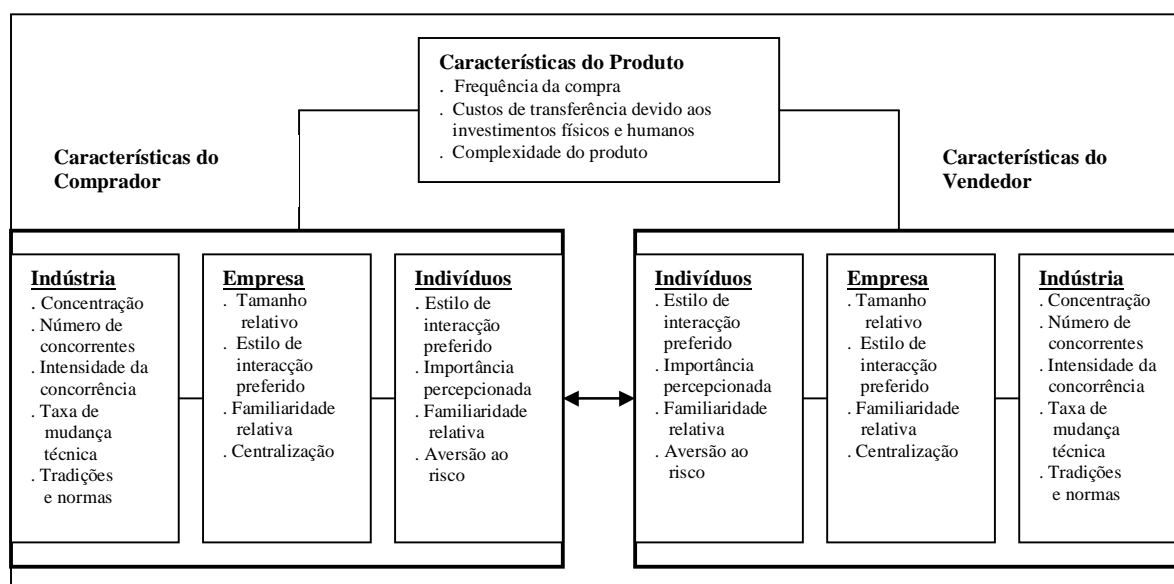 Características do Produto
. Frequência da compra
. Custos de transferência devido aos
investimentos físicos e humanos
. Complexidade do produto
Características do
Comprador
Características do
Vendedor
Indústria
. Concentração
. Número de
concorrentes
. Intensidade da
concorrência
. Taxa de
mudança
técnica
. Tradições
e normas
Empresa
. Tamanho
relativo
. Estilo de
interacção
preferido
. Familiaridade
relativa
. Centralização
Indivíduos
. Estilo de
interacção
preferido
. Importância
percepcionada
. Familiaridade
relativa
. Aversão ao
risco
Indivíduos
. Estilo de
interacção
preferido
. Importância
percepcionada
. Familiaridade
relativa
. Aversão ao
risco
Empresa
. Tamanho
relativo
. Estilo de
interacção
preferido
. Familiaridade
relativa
. Centralização
Indústria
. Concentração
. Número de
concorrentes
. Intensidade da
concorrência
. Taxa de
mudança
técnica
. Tradições
e normas